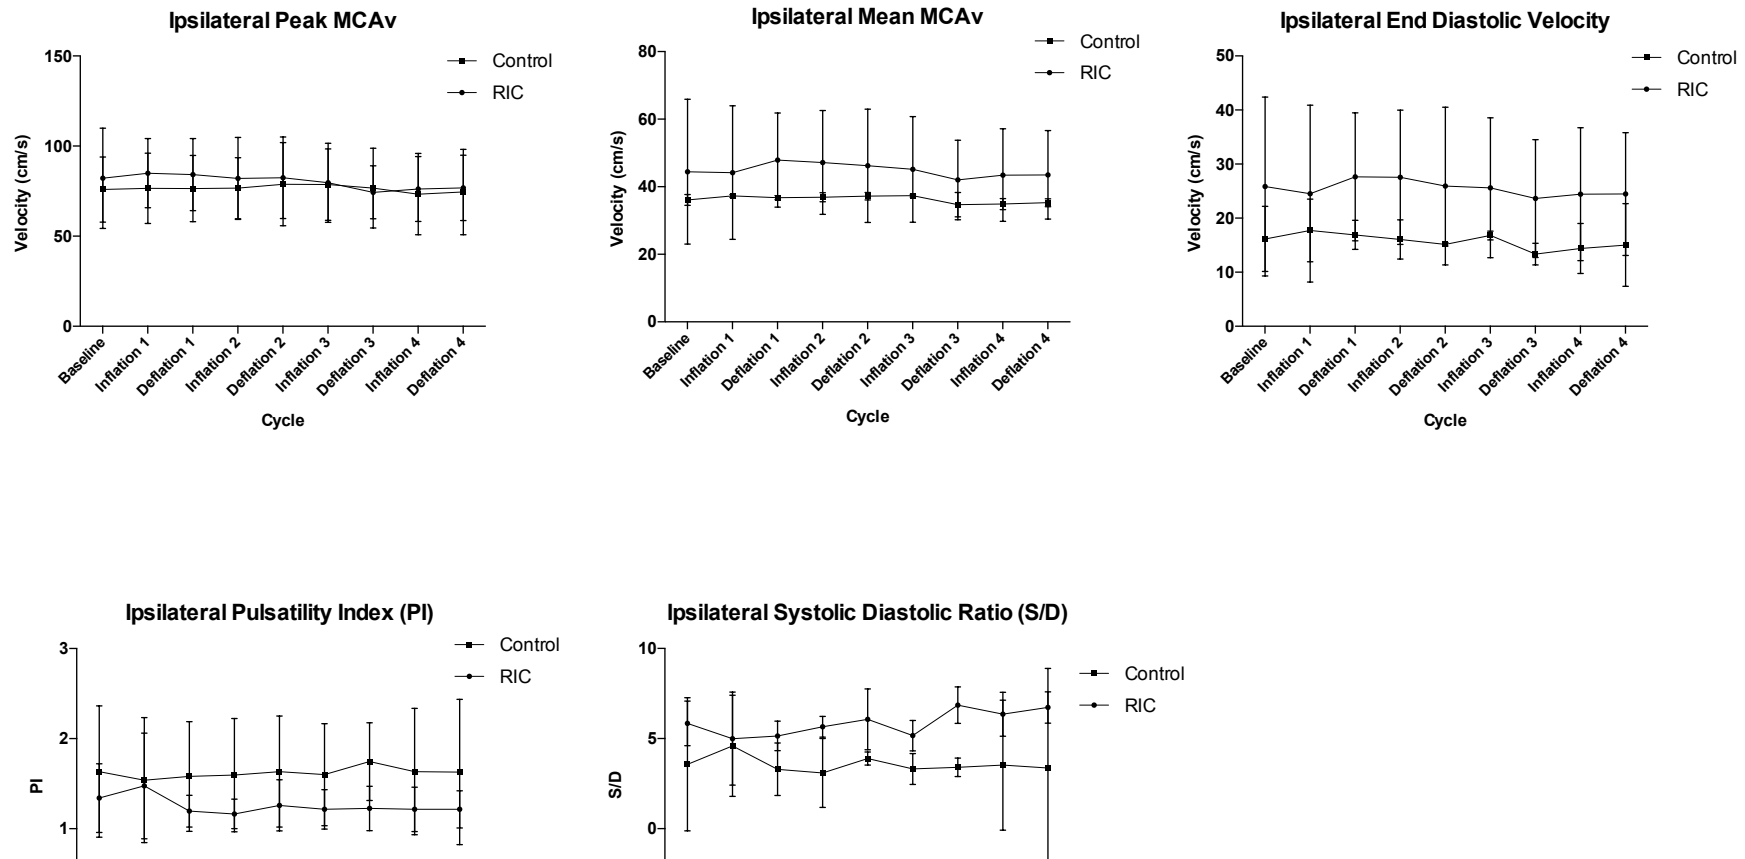 Ipsilateral Peak MCAv
Control
RIC
150
100
50
0
Velocity (cm/s)
Baseline
Inflation 1
Deflation 1
Inflation 2
Deflation 2
Inflation 3
Deflation 3
Inflation 4
Deflation 4
Cycle
Ipsilateral Mean MCAv
Control
RIC
80
60
40
20
0
Velocity (cm/s)
Baseline
Inflation 1
Deflation 1
Inflation 2
Deflation 2
Inflation 3
Deflation 3
Inflation 4
Deflation 4
Cycle
Ipsilateral End Diastolic Velocity
Control
RIC
50
40
30
20
10
0
Velocity (cm/s)
Baseline
Inflation 1
Deflation 1
Inflation 2
Deflation 2
Inflation 3
Deflation 3
Inflation 4
Deflation 4
Cycle
Ipsilateral Pulsatility Index (PI)
Control
RIC
3
2
1
PI
Ipsilateral Systolic Diastolic Ratio (S/D)
Control
RIC
10
5
0
S/D